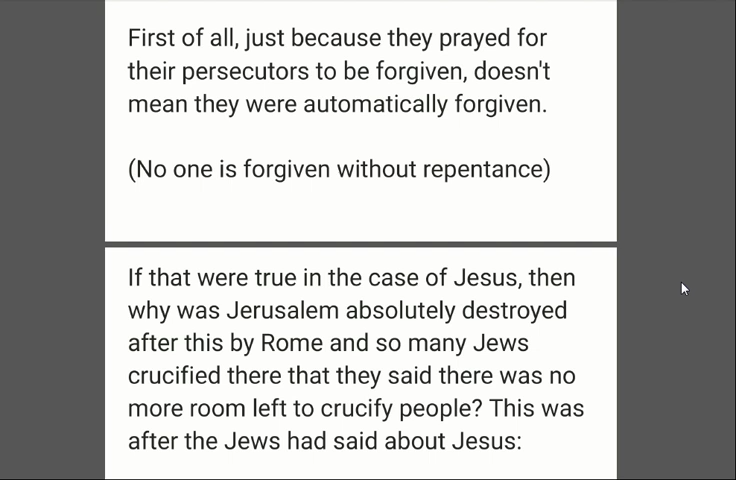 First of all, just because they prayed for
their persecutors to be forgiven, doesn't
mean they were automatically forgiven.
(No one is forgiven without repentance)
If that were true in the case of Jesus, then
why was Jerusalem absolutely destroyed
after this by Rome and so many Jews
crucified there that they said there was no
more room left to crucify people? This was
after the Jews had said about Jesus: